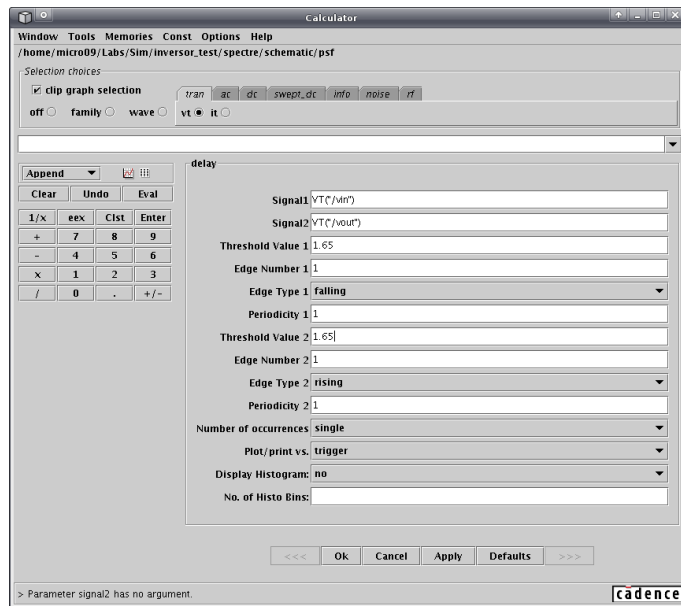 Calculator
Window Tools Memories Const Options Help
/home/micro09/Labs/Sim/inversor_test/spectre/schematic/psf
Selection choices
clip graph selection
tran ac dc swept_dc info noise rf
off family wave vt it
Append
Clear Undo Eval
1/x eex Clst Enter
+ 7 8 9
- 4 5 6
x 1 2 3
/ 0 . +/-
delay
Signal1 VT("/vin")
Signal2 VT("/vout")
Threshold Value 1 1.65
Edge Number 1 1
Edge Type 1 falling
Periodicity 1 1
Threshold Value 2 1.65
Edge Number 2 1
Edge Type 2 rising
Periodicity 2 1
Number of occurrences single
Plot/print vs. trigger
Display Histogram: no
No. of Histo Bins:
<<< Ok Cancel Apply Defaults >>>
> Parameter signal2 has no argument.
cādence